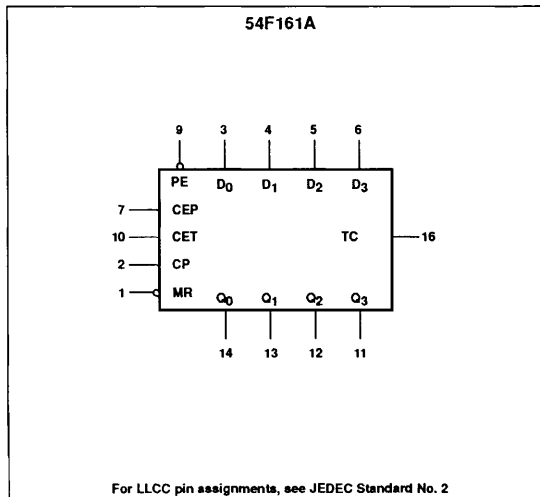 54F161A
9 3 4 5 6
PE D0 D1 D2 D3
7 CEP
10 CET TC 16
2 CP
1 MR Q0 Q1 Q2 Q3
14 13 12 11
For LLCC pin assignments, see JEDEC Standard No. 2